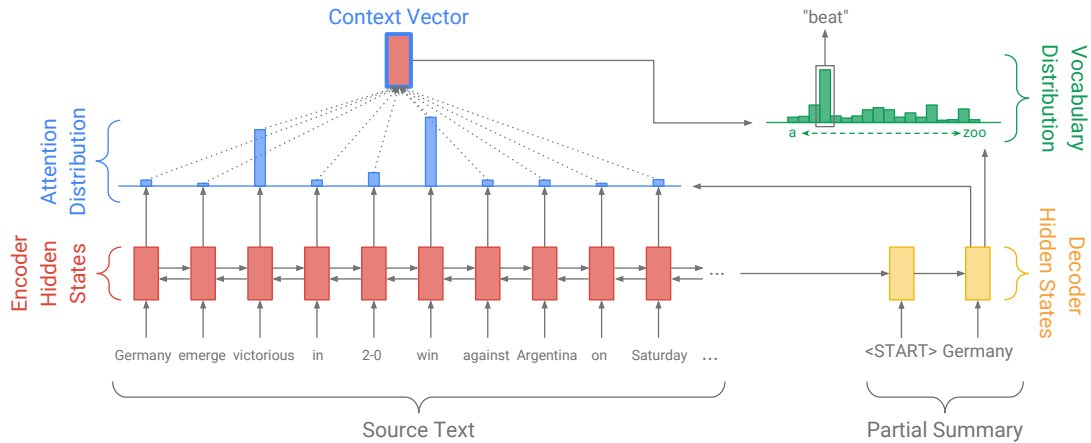 Context Vector
"beat"
Vocabulary
Distribution
a
zoo
Attention
Distribution
Encoder
Hidden
States
Decoder
Hidden States
...
Germany emerge victorious in 2-0 win against Argentina on Saturday ...
<START> Germany
Source Text
Partial Summary